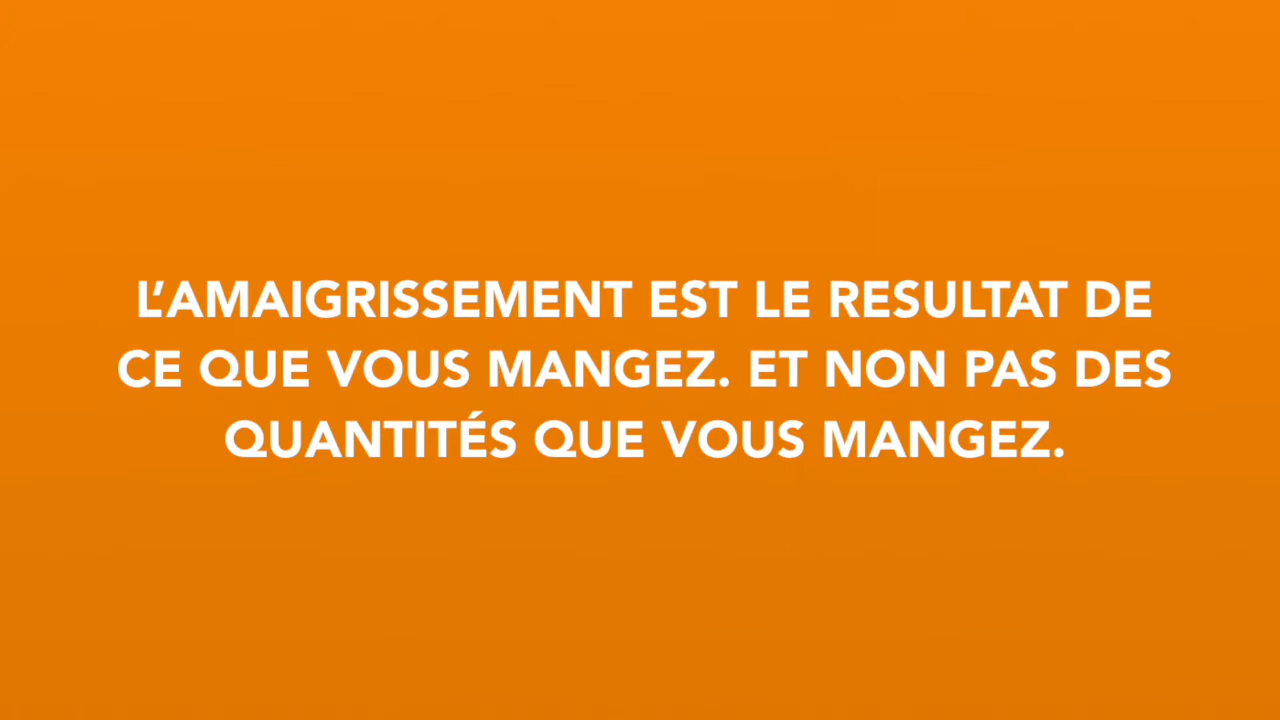 L’AMAIGRISSEMENT EST LE RESULTAT DE
CE QUE VOUS MANGEZ. ET NON PAS DES
QUANTITÉS QUE VOUS MANGEZ.